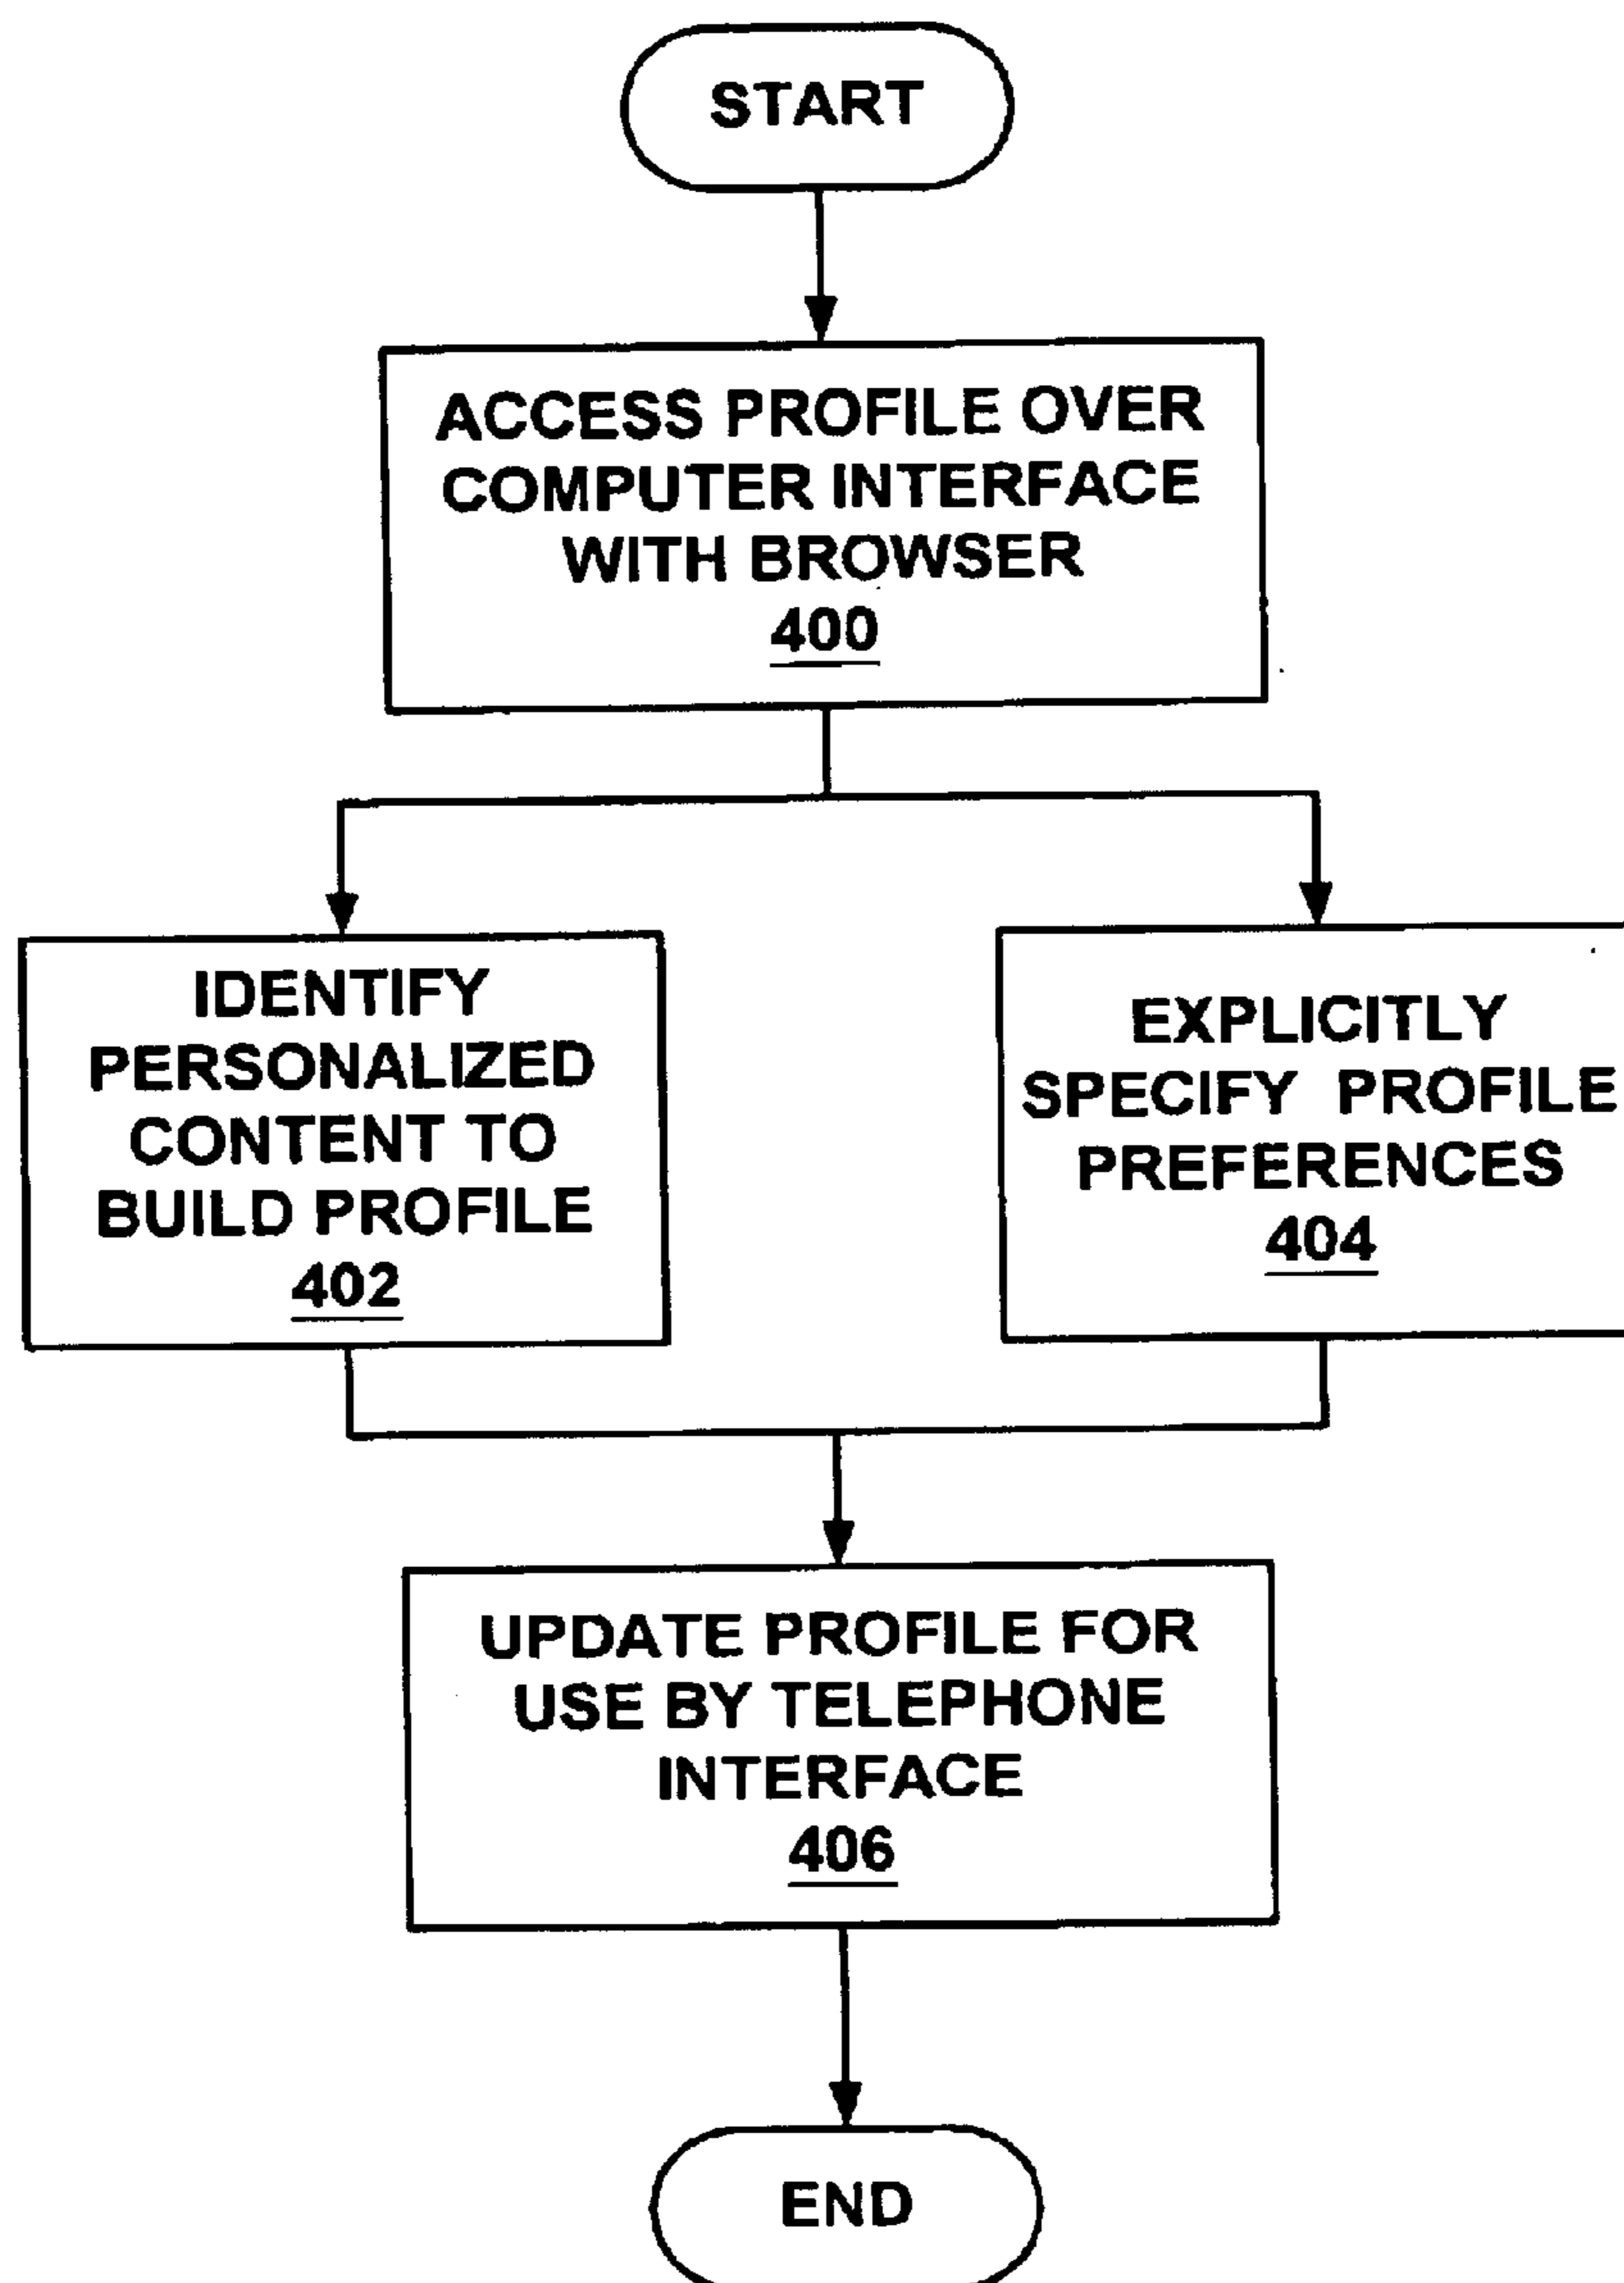 START
ACCESS PROFILE OVER
COMPUTER INTERFACE
WITH BROWSER
400
IDENTIFY
PERSONALIZED
CONTENT TO
BUILD PROFILE
402
EXPLICITLY
SPECIFY PROFILE
PREFERENCES
404
UPDATE PROFILE FOR
USE BY TELEPHONE
INTERFACE
406
END